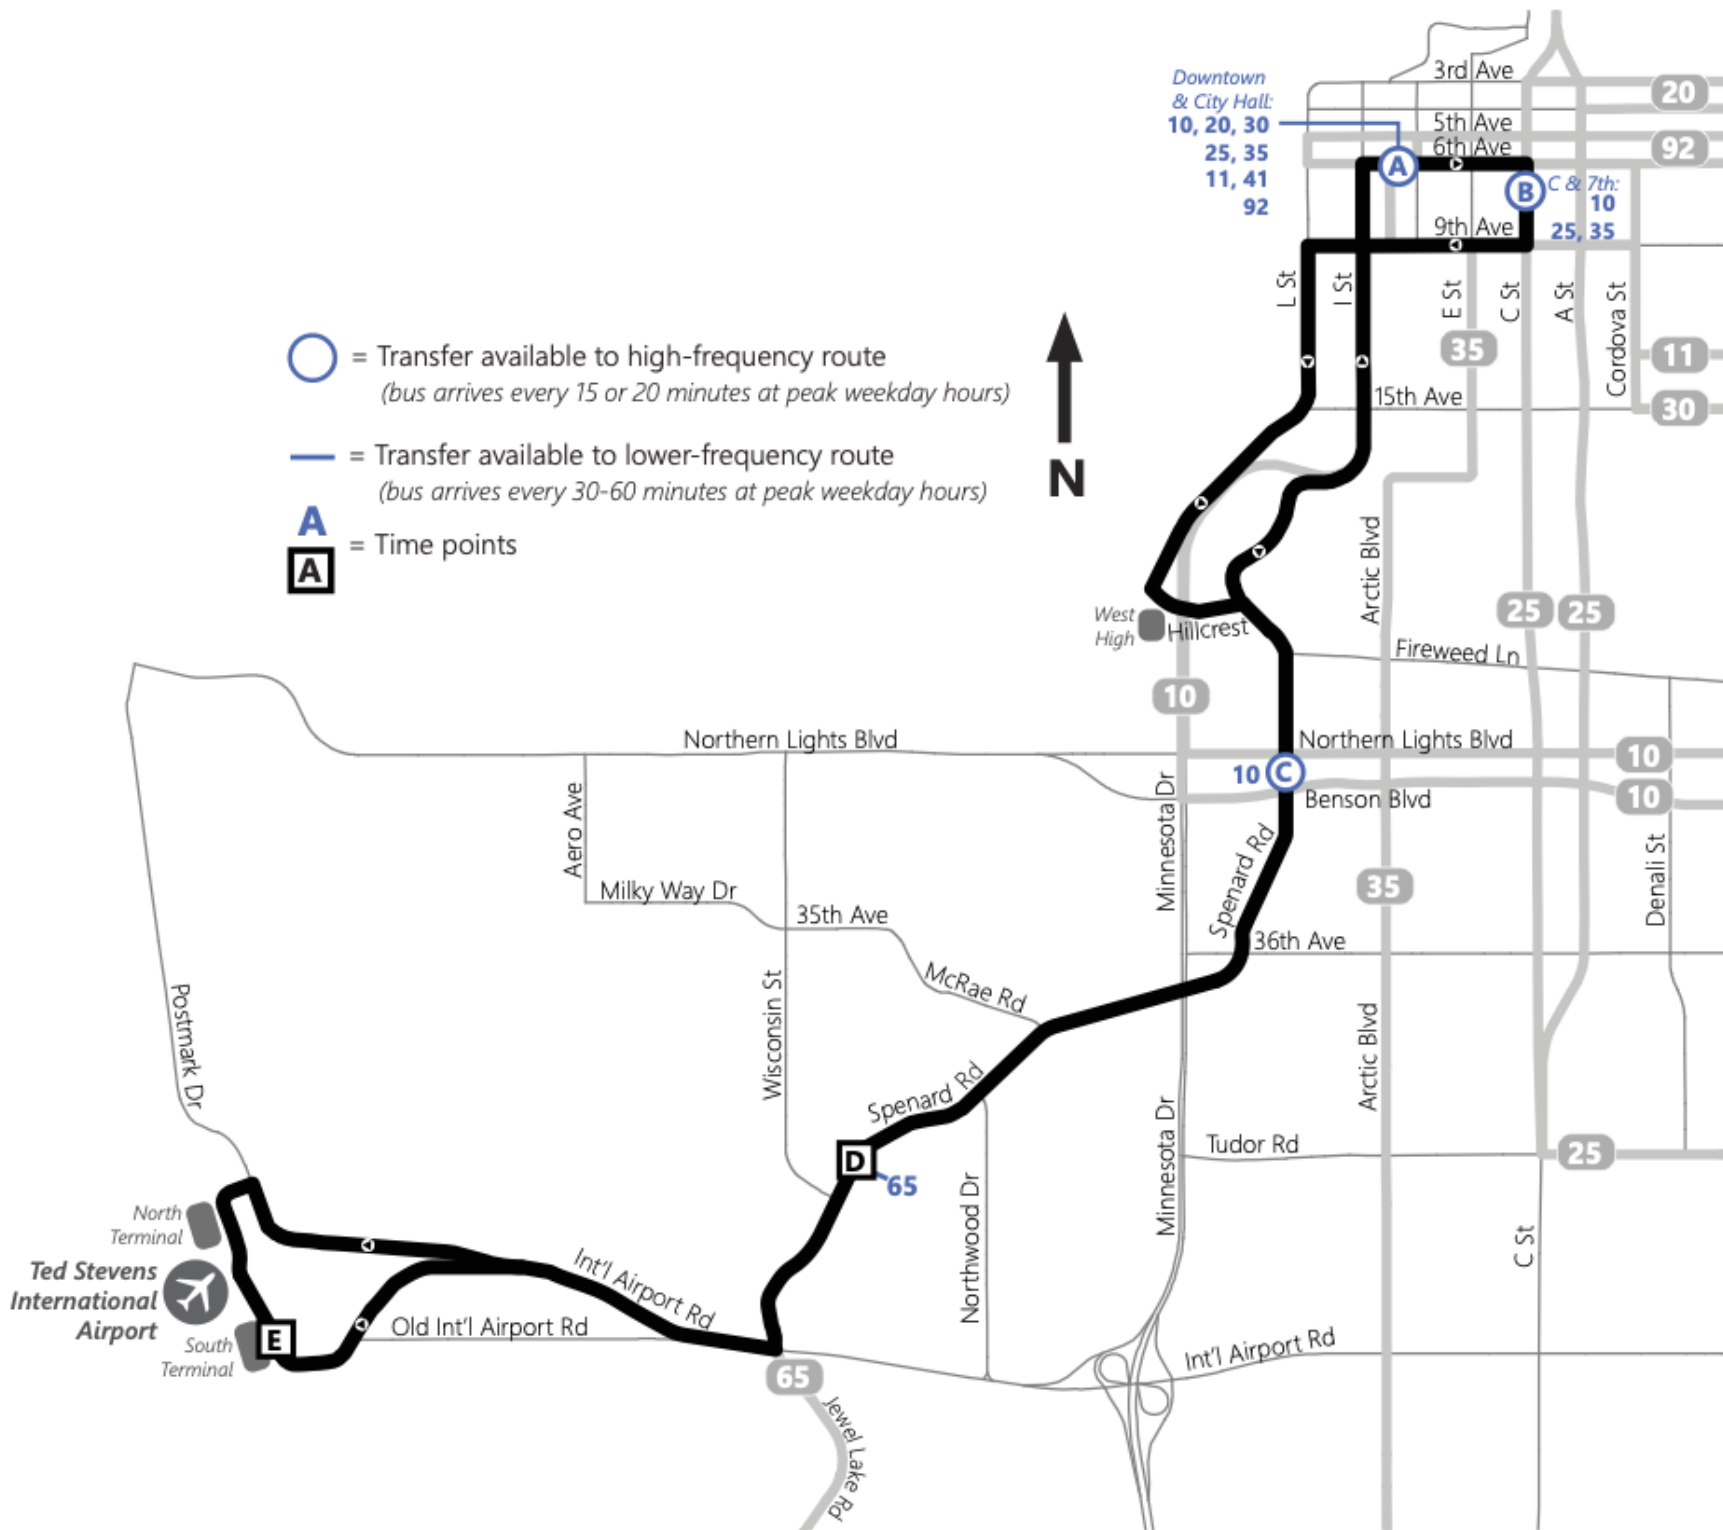 3rd Ave
20
Downtown
& City Hall:
10, 20, 30
25, 35
11, 41
92
5th Ave
6th Ave
92
A
B
C & 7th:
10
25, 35
9th Ave
L St
I St
E St
C St
A St
Cordova St
35
11
15th Ave
30
= Transfer available to high-frequency route
(bus arrives every 15 or 20 minutes at peak weekday hours)
= Transfer available to lower-frequency route
(bus arrives every 30-60 minutes at peak weekday hours)
A
A
= Time points
N
Arctic Blvd
West
High
Hillcrest
25
25
Fireweed Ln
10
Northern Lights Blvd
Northern Lights Blvd
10
10
C
Benson Blvd
10
Aero Ave
Minnesota Dr
Spenard Rd
Denali St
Milky Way Dr
35th Ave
35
36th Ave
McRae Rd
Wisconsin St
Postmark Dr
Arctic Blvd
Spenard Rd
Minnesota Dr
Tudor Rd
25
D
65
Northwood Dr
C St
North
Terminal
Ted Stevens
International
Airport
South
Terminal
E
Int'l Airport Rd
Old Int'l Airport Rd
Int'l Airport Rd
65
Jewel Lake Rd